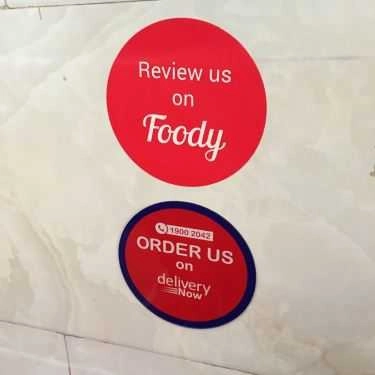 Review us
on
Foody
1900 2042
ORDER US
on
delivery
Now